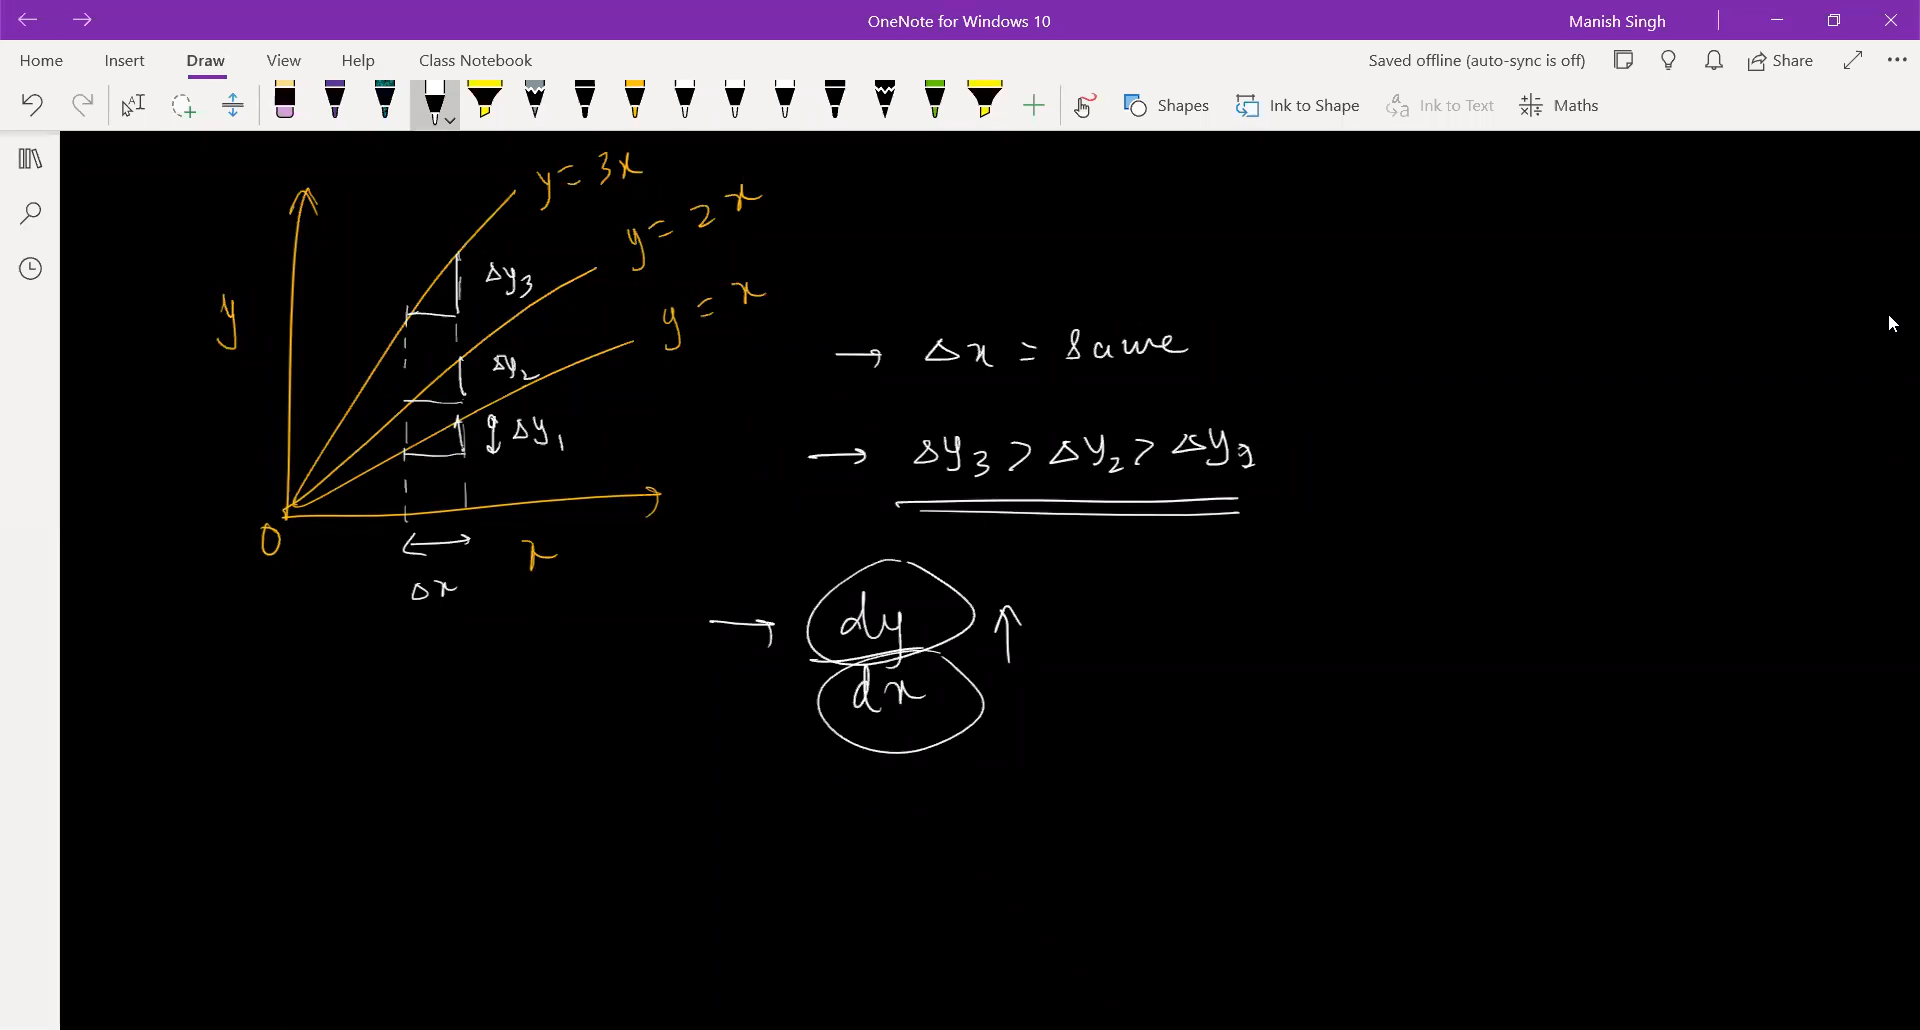 OneNote for Windows 10
Manish Singh
Home Insert Draw View Help Class Notebook
Saved offline (auto-sync is off) Share
Shapes Ink to Shape Ink to Text Maths
y = 3x
y = 2x
y = x
y
Δy3
Δy2
Δy1
O
x
Δx
→ Δx = Same
→ Δy3 > Δy2 > Δy
→ dy ↑
dx